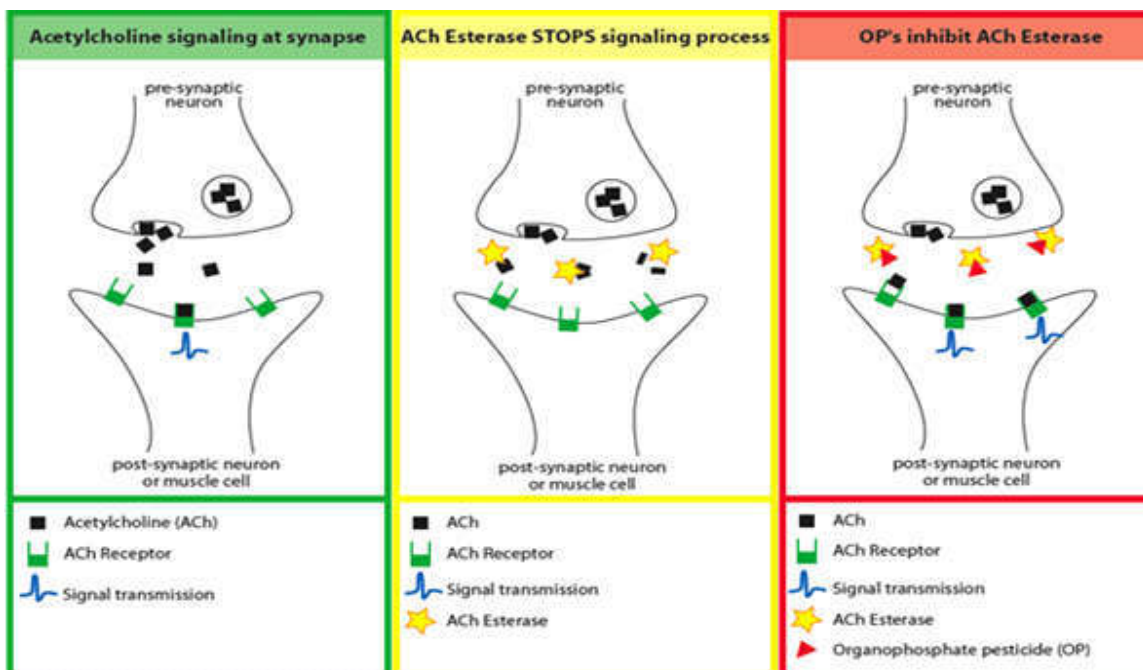 Acetylcholine signaling at synapse
pre-synaptic
neuron
post-synaptic neuron
or muscle cell
Acetylcholine (ACh)
ACh Receptor
Signal transmission
ACh Esterase STOPS signaling process
pre-synaptic
neuron
post-synaptic neuron
or muscle cell
ACh
ACh Receptor
Signal transmission
ACh Esterase
OP's inhibit ACh Esterase
pre-synaptic
neuron
post-synaptic neuron
or muscle cell
ACh
ACh Receptor
Signal transmission
ACh Esterase
Organophosphate pesticide (OP)